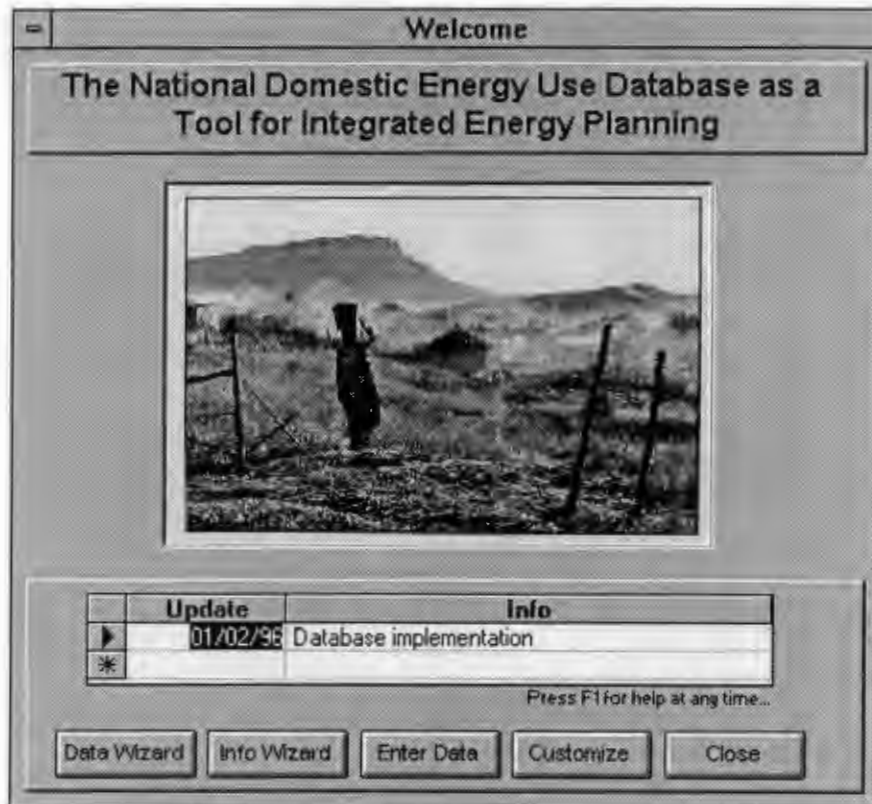 Welcome
The National Domestic Energy Use Database as a
Tool for Integrated Energy Planning
Update Info
01/02/96 Database implementation
Press F1 for help at any time...
Data Wizard Info Wizard Enter Data Customize Close